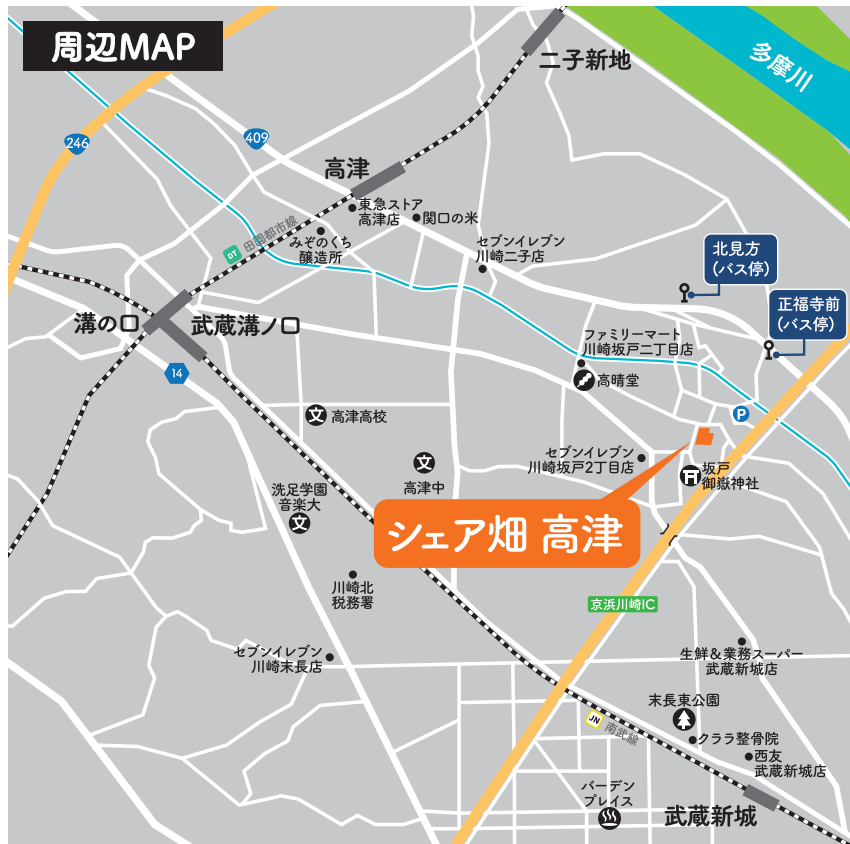 周辺MAP
二子新地
多摩川
246
409
高津
東急ストア
高津店
関口の米
みぞのくち
醸造所
DT
田園都市線
セブンイレブン
川崎二子店
北見方
(バス停)
正福寺前
(バス停)
溝の口
武蔵溝ノ口
ファミリーマート
川崎坂戸二丁目店
高晴堂
14
文
高津高校
P
セブンイレブン
川崎坂戸2丁目店
文
高津中
坂戸
御嶽神社
洗足学園
音楽大
文
シェア畑 高津
川崎北
税務署
京浜川崎IC
セブンイレブン
川崎末長店
生鮮&業務スーパー
武蔵新城店
末長東公園
JN
南武線
クララ整骨院
西友
武蔵新城店
バーデン
プレイス
武蔵新城